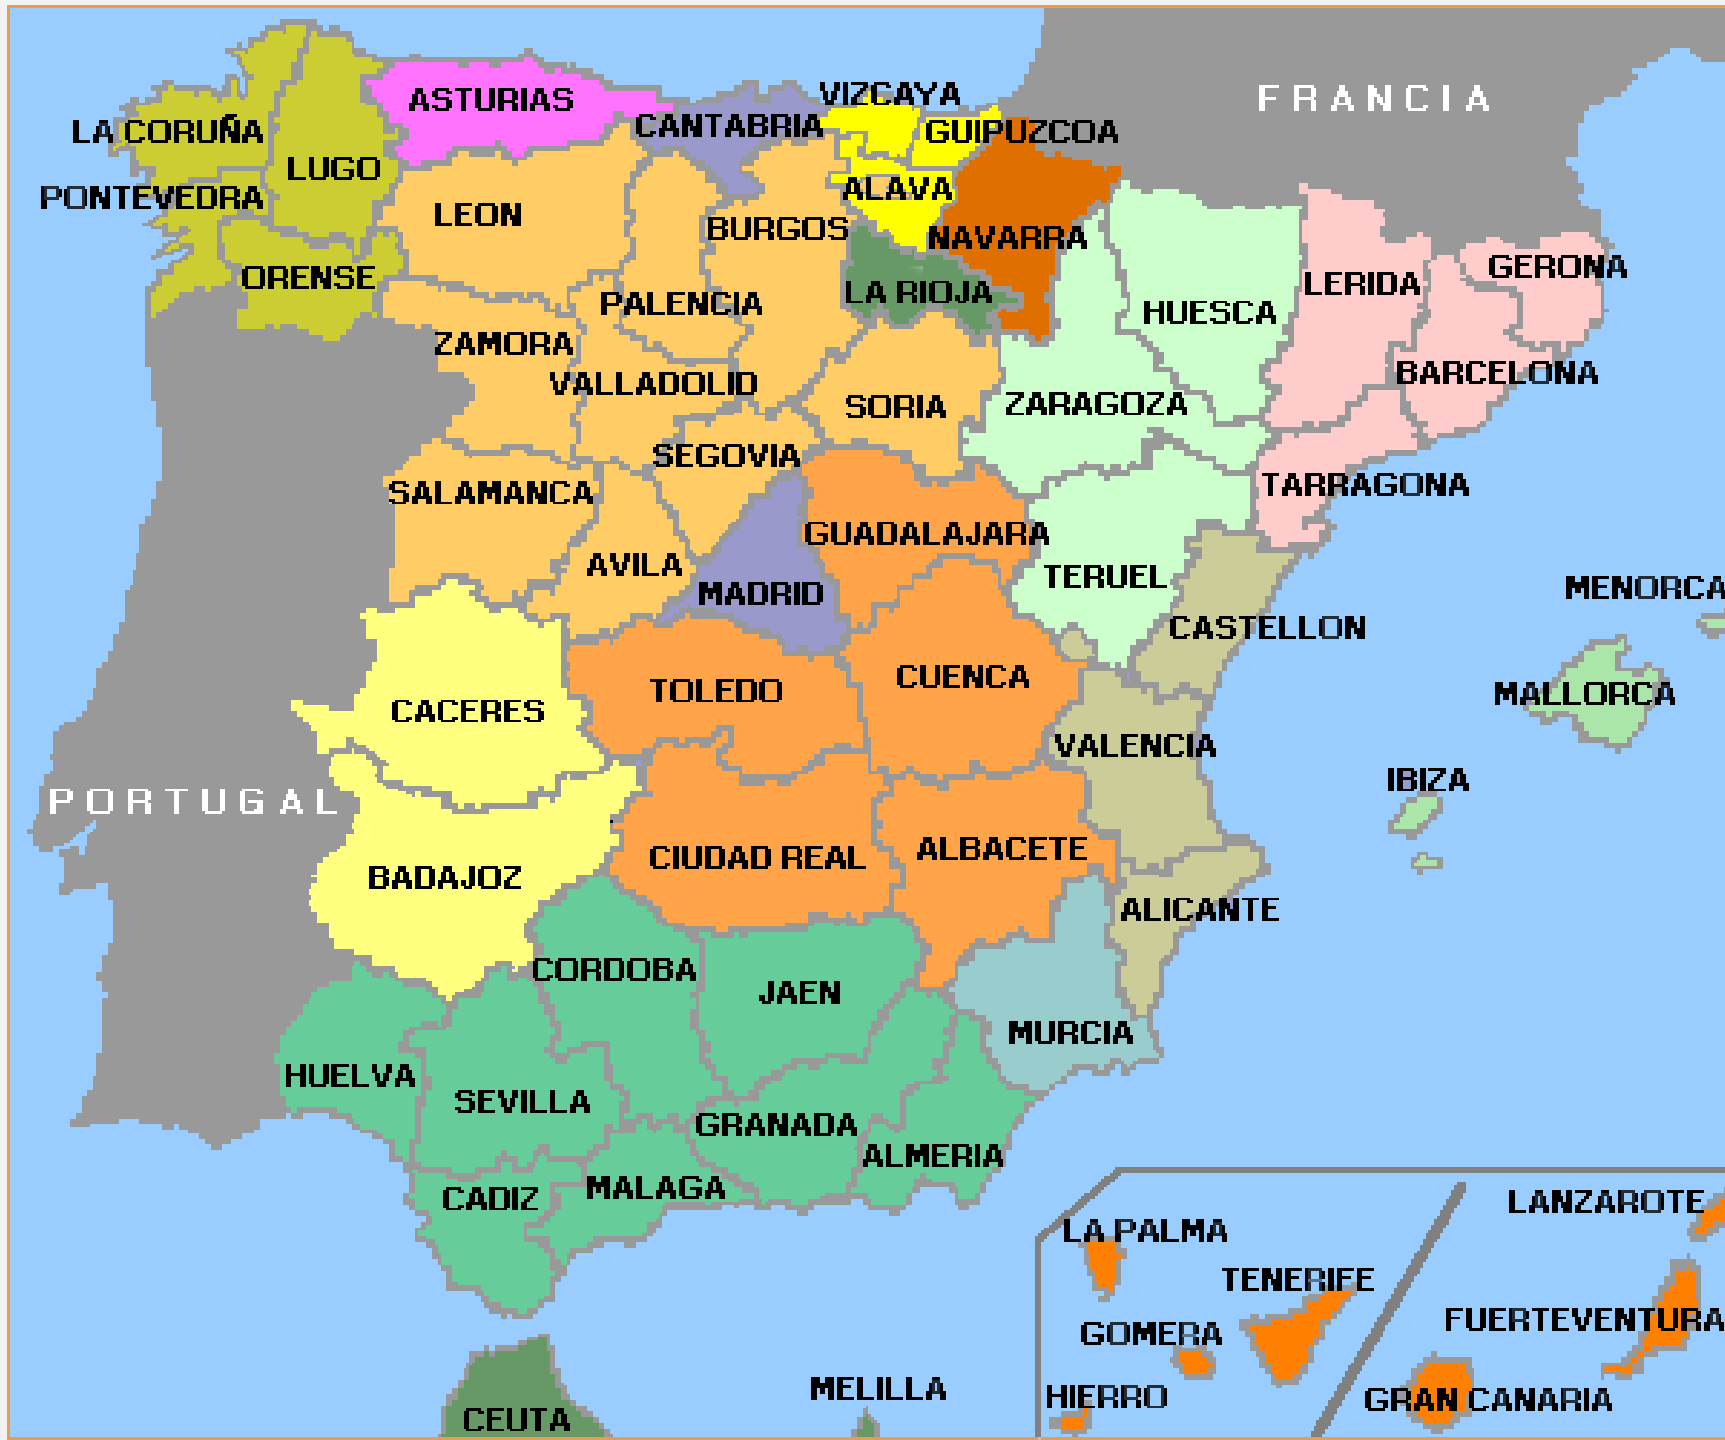 VIZCAYA
FRANCIA
ASTURIAS
CANTABRIA
GUIPUZCOA
LA CORUÑA
LUGO
PONTEVEDRA
ALAVA
LEON
BURGOS
NAVARRA
ORENSE
GERONA
LERIDA
LA RIOJA
PALENCIA
HUESCA
ZAMORA
BARCELONA
VALLADOLID
SORIA
ZARAGOZA
SEGOVIA
TARRAGONA
SALAMANCA
GUADALAJARA
AVILA
TERUEL
MENORCA
MADRID
CASTELLON
CUENCA
TOLEDO
MALLORCA
CACERES
VALENCIA
IBIZA
PORTUGAL
ALBACETE
CIUDAD REAL
BADAJOZ
ALICANTE
CORDOBA
JAEN
MURCIA
HUELVA
SEVILLA
GRANADA
ALMERIA
MALAGA
CADIZ
LANZAROTE
LA PALMA
TENERIFE
FUERTEVENTURA
GOMERA
MELILLA
HIERRO
GRAN CANARIA
CEUTA